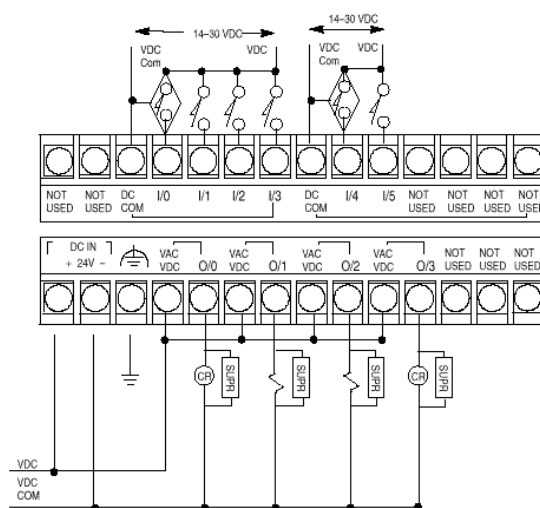 14–30 VDC
14–30 VDC
VDC
Com
VDC
VDC
Com
VDC
NOT
USED
NOT
USED
DC
COM
I/0
I/1
I/2
I/3
DC
COM
I/4
I/5
NOT
USED
NOT
USED
NOT
USED
NOT
USED
DC IN
+ 24V –
VAC
VDC
O/0
VAC
VDC
O/1
VAC
VDC
O/2
VAC
VDC
O/3
NOT
USED
NOT
USED
NOT
USED
CR
SUPR
SUPR
SUPR
CR
SUPR
VDC
VDC
COM